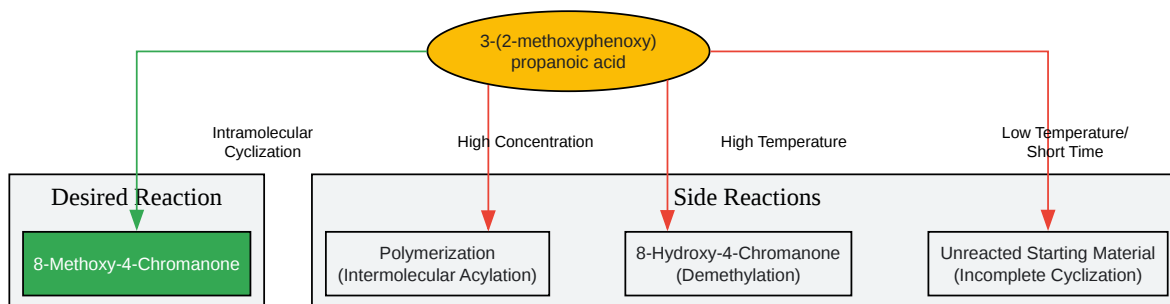 3-(2-methoxyphenoxy)
propanoic acid
Intramolecular
Cyclization
High Concentration
High Temperature
Low Temperature/
Short Time
Desired Reaction
Side Reactions
8-Methoxy-4-Chromanone
Polymerization
(Intermolecular Acylation)
8-Hydroxy-4-Chromanone
(Demethylation)
Unreacted Starting Material
(Incomplete Cyclization)